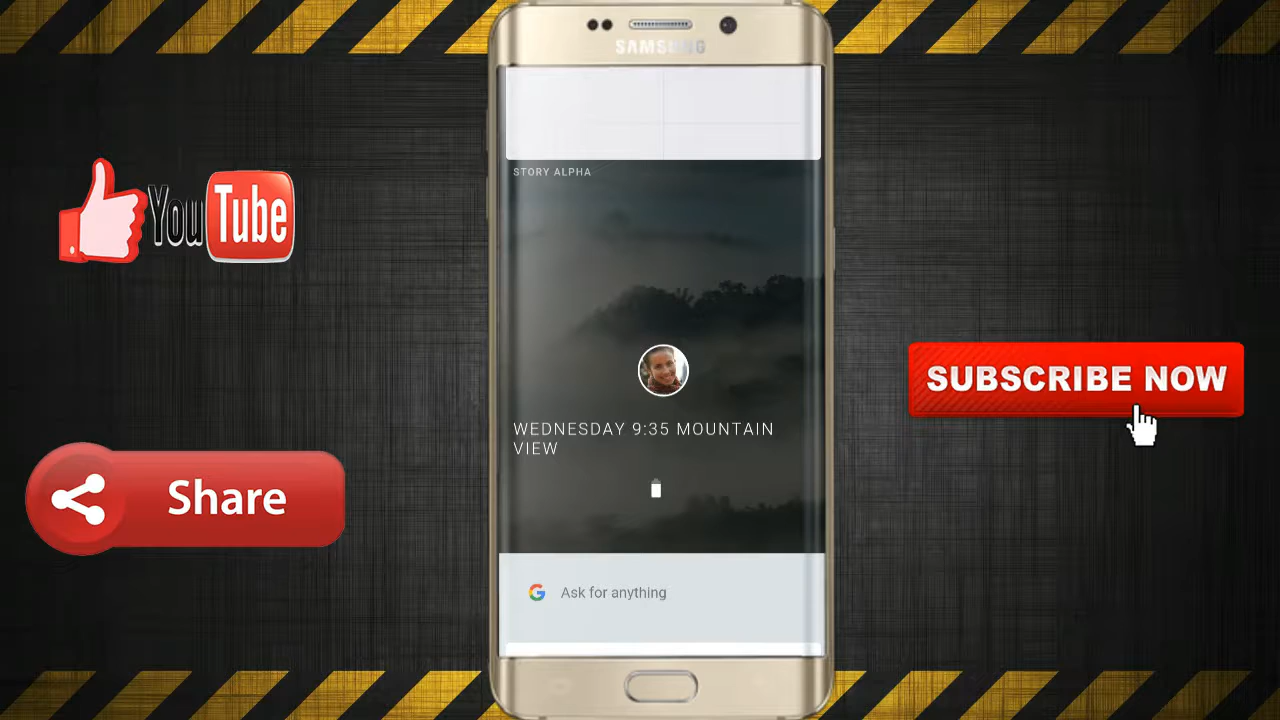 SAMSUNG
STORY ALPHA
YouTube
SUBSCRIBE NOW
WEDNESDAY 9:35 MOUNTAIN
VIEW
Share
G Ask for anything